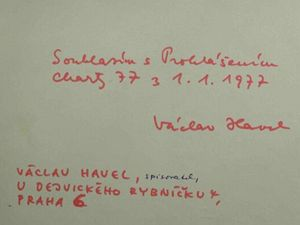 Souhlasím s Prohlášením
Charty 77 z 1.1.1977
Václav Havel
VÁCLAV HAVEL, spisovatel,
U DEJVICKÉHO RYBNÍČKU 4,
PRAHA 6